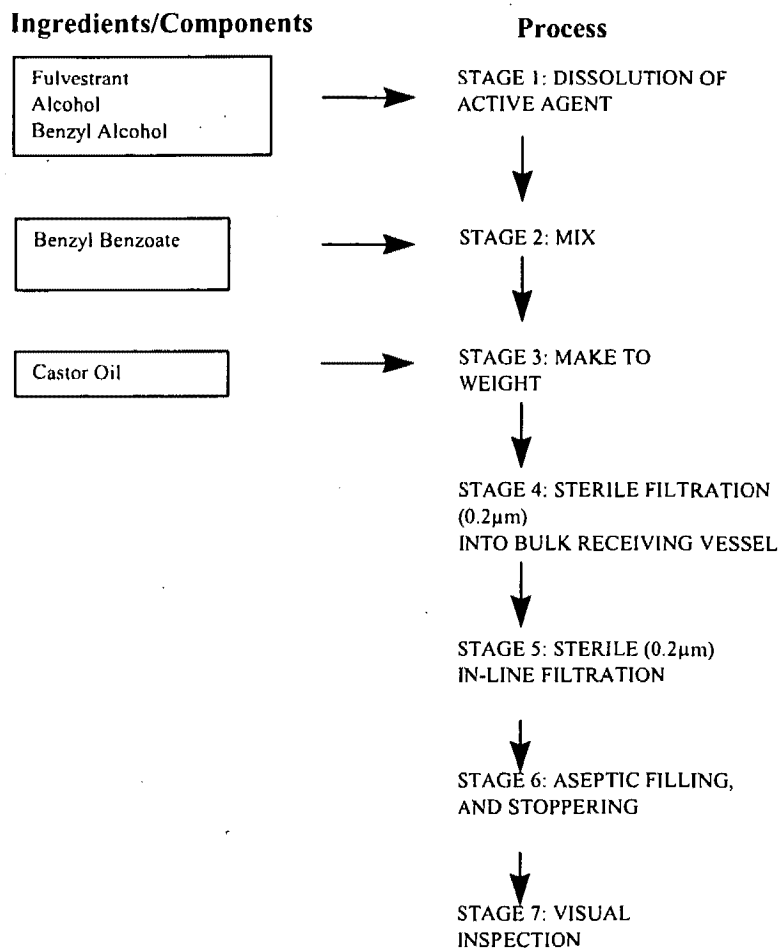 Ingredients/Components
Process
Fulvestrant
Alcohol
Benzyl Alcohol
STAGE 1: DISSOLUTION OF
ACTIVE AGENT
Benzyl Benzoate
STAGE 2: MIX
Castor Oil
STAGE 3: MAKE TO
WEIGHT
STAGE 4: STERILE FILTRATION
(0.2µm)
INTO BULK RECEIVING VESSEL
STAGE 5: STERILE (0.2µm)
IN-LINE FILTRATION
STAGE 6: ASEPTIC FILLING,
AND STOPPERING
STAGE 7: VISUAL
INSPECTION